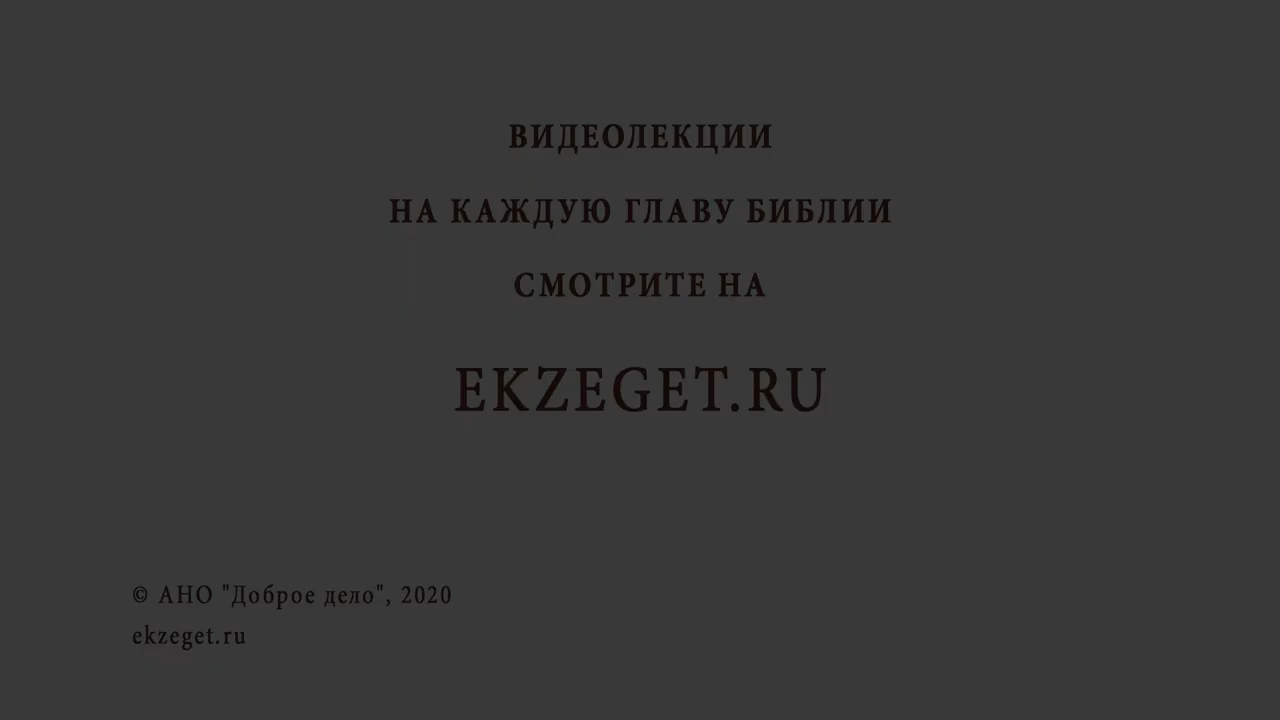 ВИДЕОЛЕКЦИИ
НА КАЖДУЮ ГЛАВУ БИБЛИИ
СМОТРИТЕ НА
EKZEGET.RU
© АНО "Доброе дело", 2020
ekzeget.ru